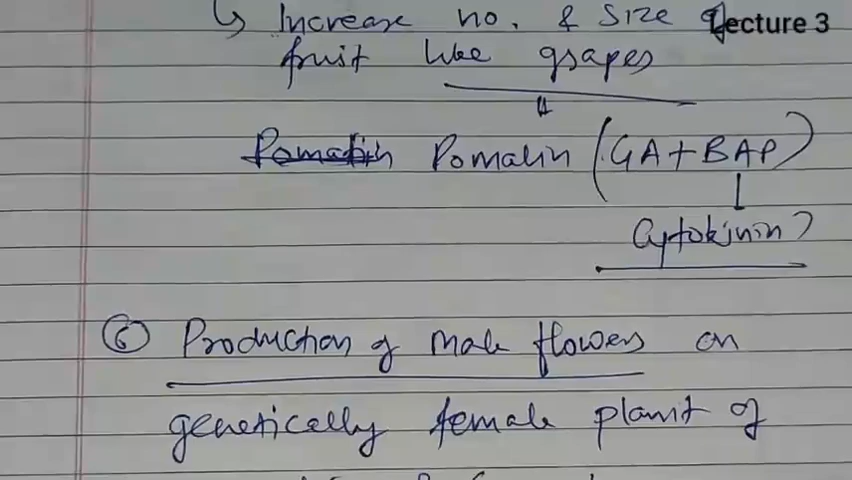 ↳ Increase no. & size of
Lecture 3
fruit like grapes
Pomalin (GA+BAP)
Cytokinin?
⑥ Production of male flowers on
genetically female plant of